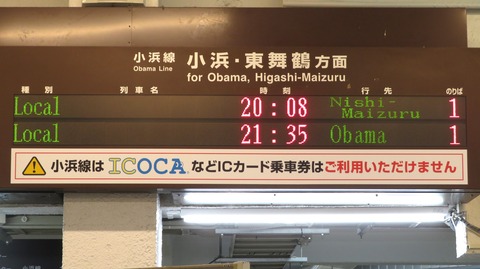 小浜線 小浜・東舞鶴方面
Obama Line for Obama, Higashi-Maizuru
種別 列車名 時刻 行先 のりば
Local 20:08 Nishi-Maizuru 1
Local 21:35 Obama 1
小浜線はICOCAなどICカード乗車券はご利用いただけません